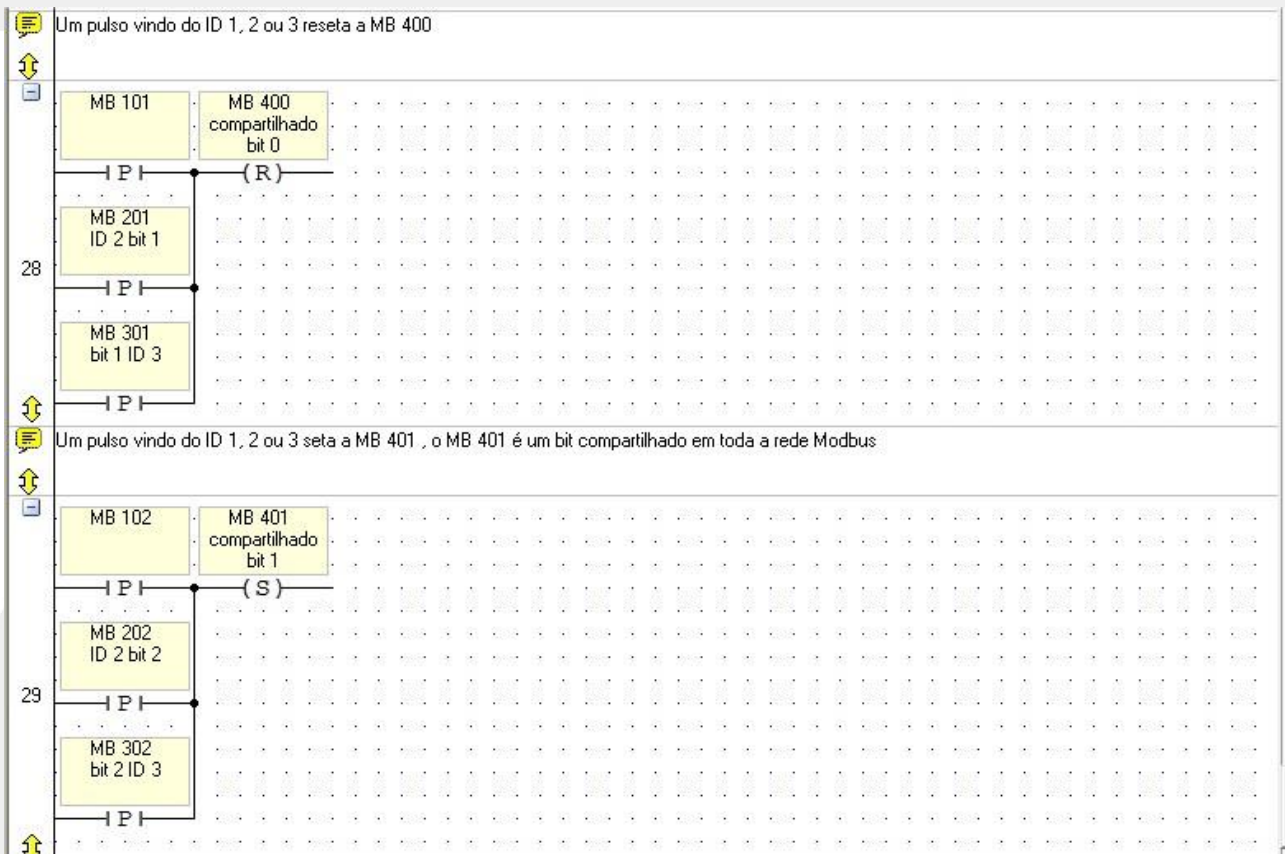 Um pulso vindo do ID 1, 2 ou 3 reseta a MB 400
MB 101
MB 400
compartilhado
bit 0
P
(R)
MB 201
ID 2 bit 1
28
P
MB 301
bit 1 ID 3
P
Um pulso vindo do ID 1, 2 ou 3 seta a MB 401 , o MB 401 é um bit compartilhado em toda a rede Modbus
MB 102
MB 401
compartilhado
bit 1
P
(S)
MB 202
ID 2 bit 2
29
P
MB 302
bit 2 ID 3
P